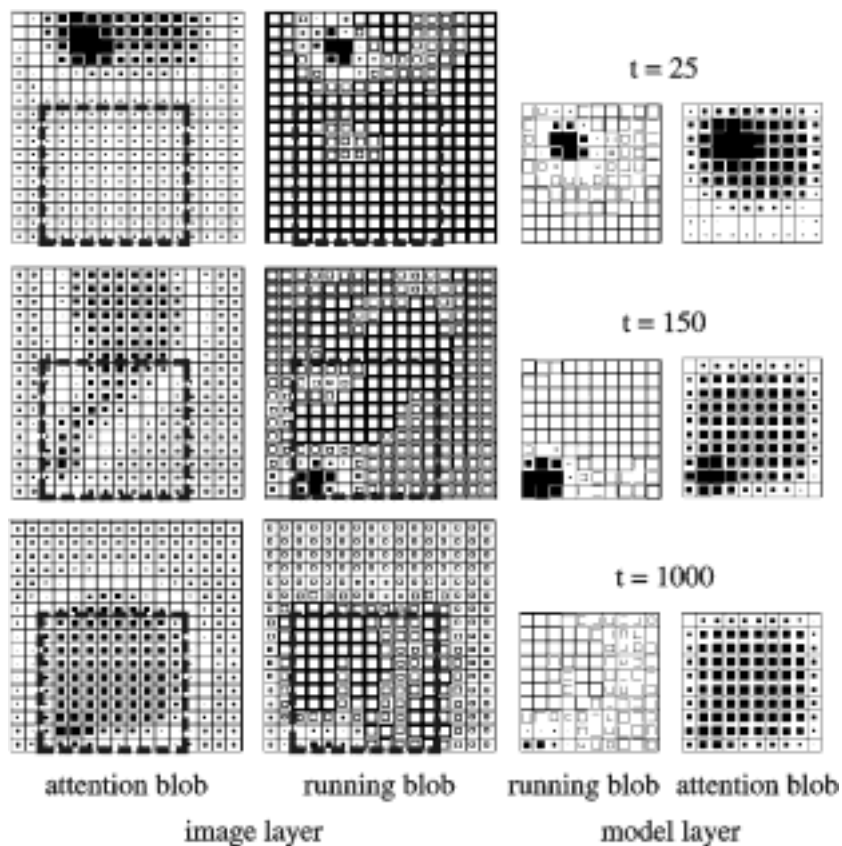 t = 25
t = 150
t = 1000
attention blob running blob running blob attention blob
image layer model layer